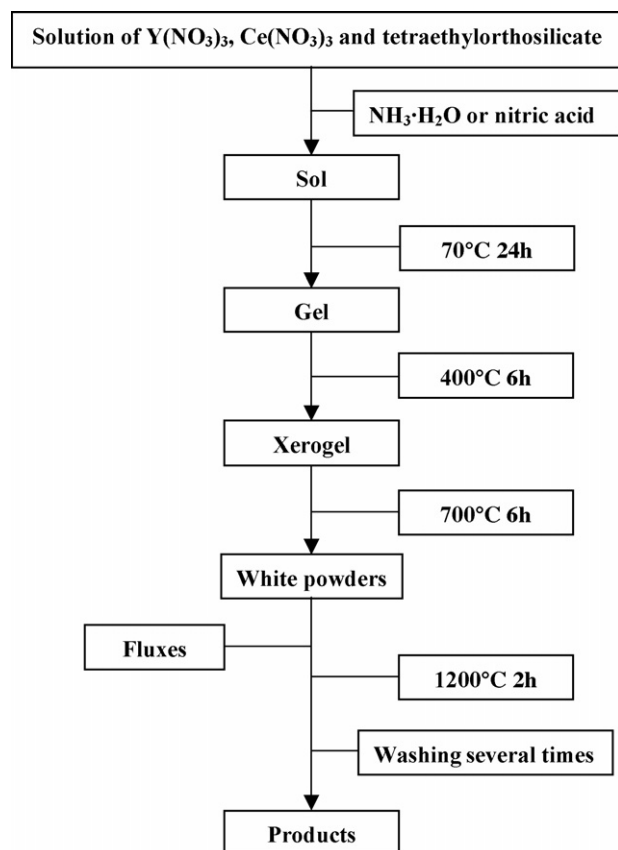 Solution of Y(NO₃)₃, Ce(NO₃)₃ and tetraethylorthosilicate
NH₃·H₂O or nitric acid
Sol
70°C 24h
Gel
400°C 6h
Xerogel
700°C 6h
White powders
Fluxes
1200°C 2h
Washing several times
Products